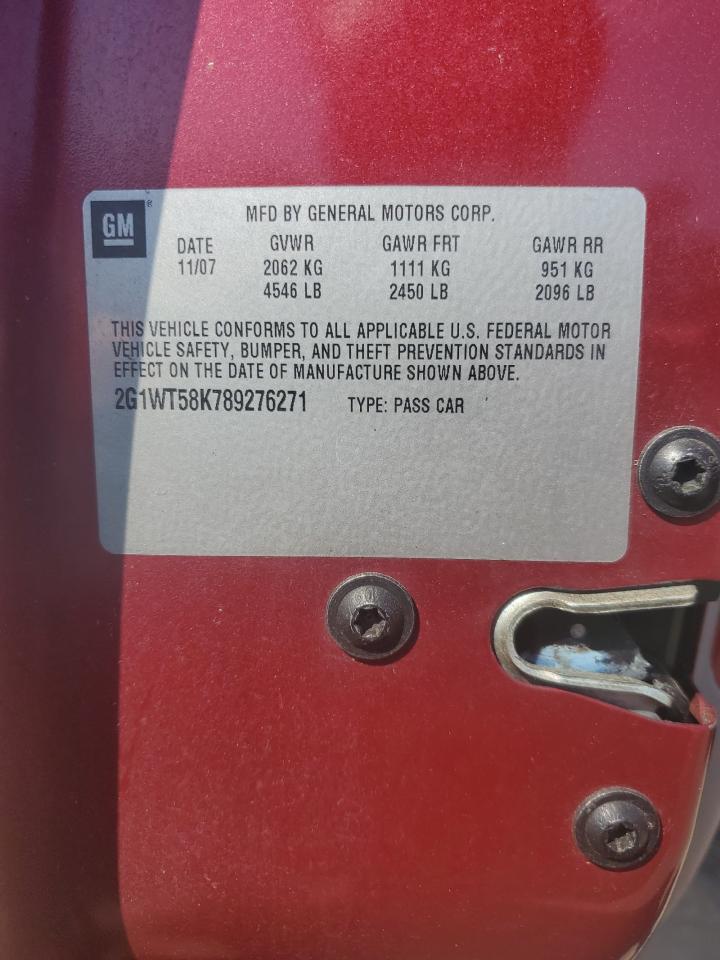 GM ®
MFD BY GENERAL MOTORS CORP.
DATE GVWR GAWR FRT GAWR RR
11/07 2062 KG 1111 KG 951 KG
4546 LB 2450 LB 2096 LB
THIS VEHICLE CONFORMS TO ALL APPLICABLE U.S. FEDERAL MOTOR
VEHICLE SAFETY, BUMPER, AND THEFT PREVENTION STANDARDS IN
EFFECT ON THE DATE OF MANUFACTURE SHOWN ABOVE.
2G1WT58K789276271 TYPE: PASS CAR